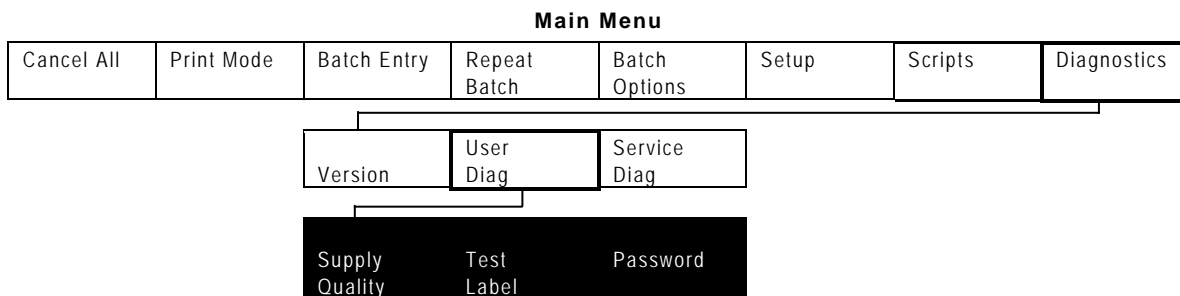 Main Menu
Cancel All Print Mode Batch Entry Repeat Batch Setup Scripts Diagnostics
Batch Options
User Service
Version Diag Diag
Supply Test Password
Quality Label